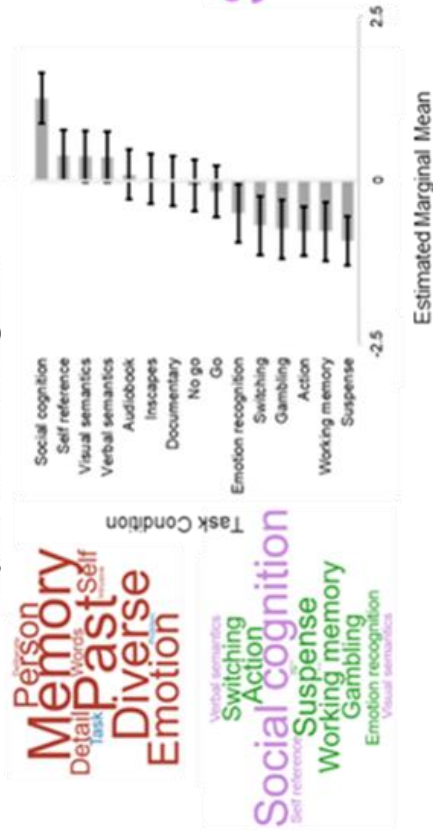 Person
Memory
Self
Detail
Words
Past
Task
Diverse
Emotion
Verbal semantics
Switching
Action
Social cognition
Self reference
Suspense
Working memory
Gambling
Emotion recognition
Visual semantics
Task Condition
Social cognition
Self reference
Visual semantics
Verbal semantics
Audiobook
Inscapes
Documentary
No go
Go
Emotion recognition
Switching
Gambling
Action
Working memory
Suspense
-2.5 0 2.5
Estimated Marginal Mean